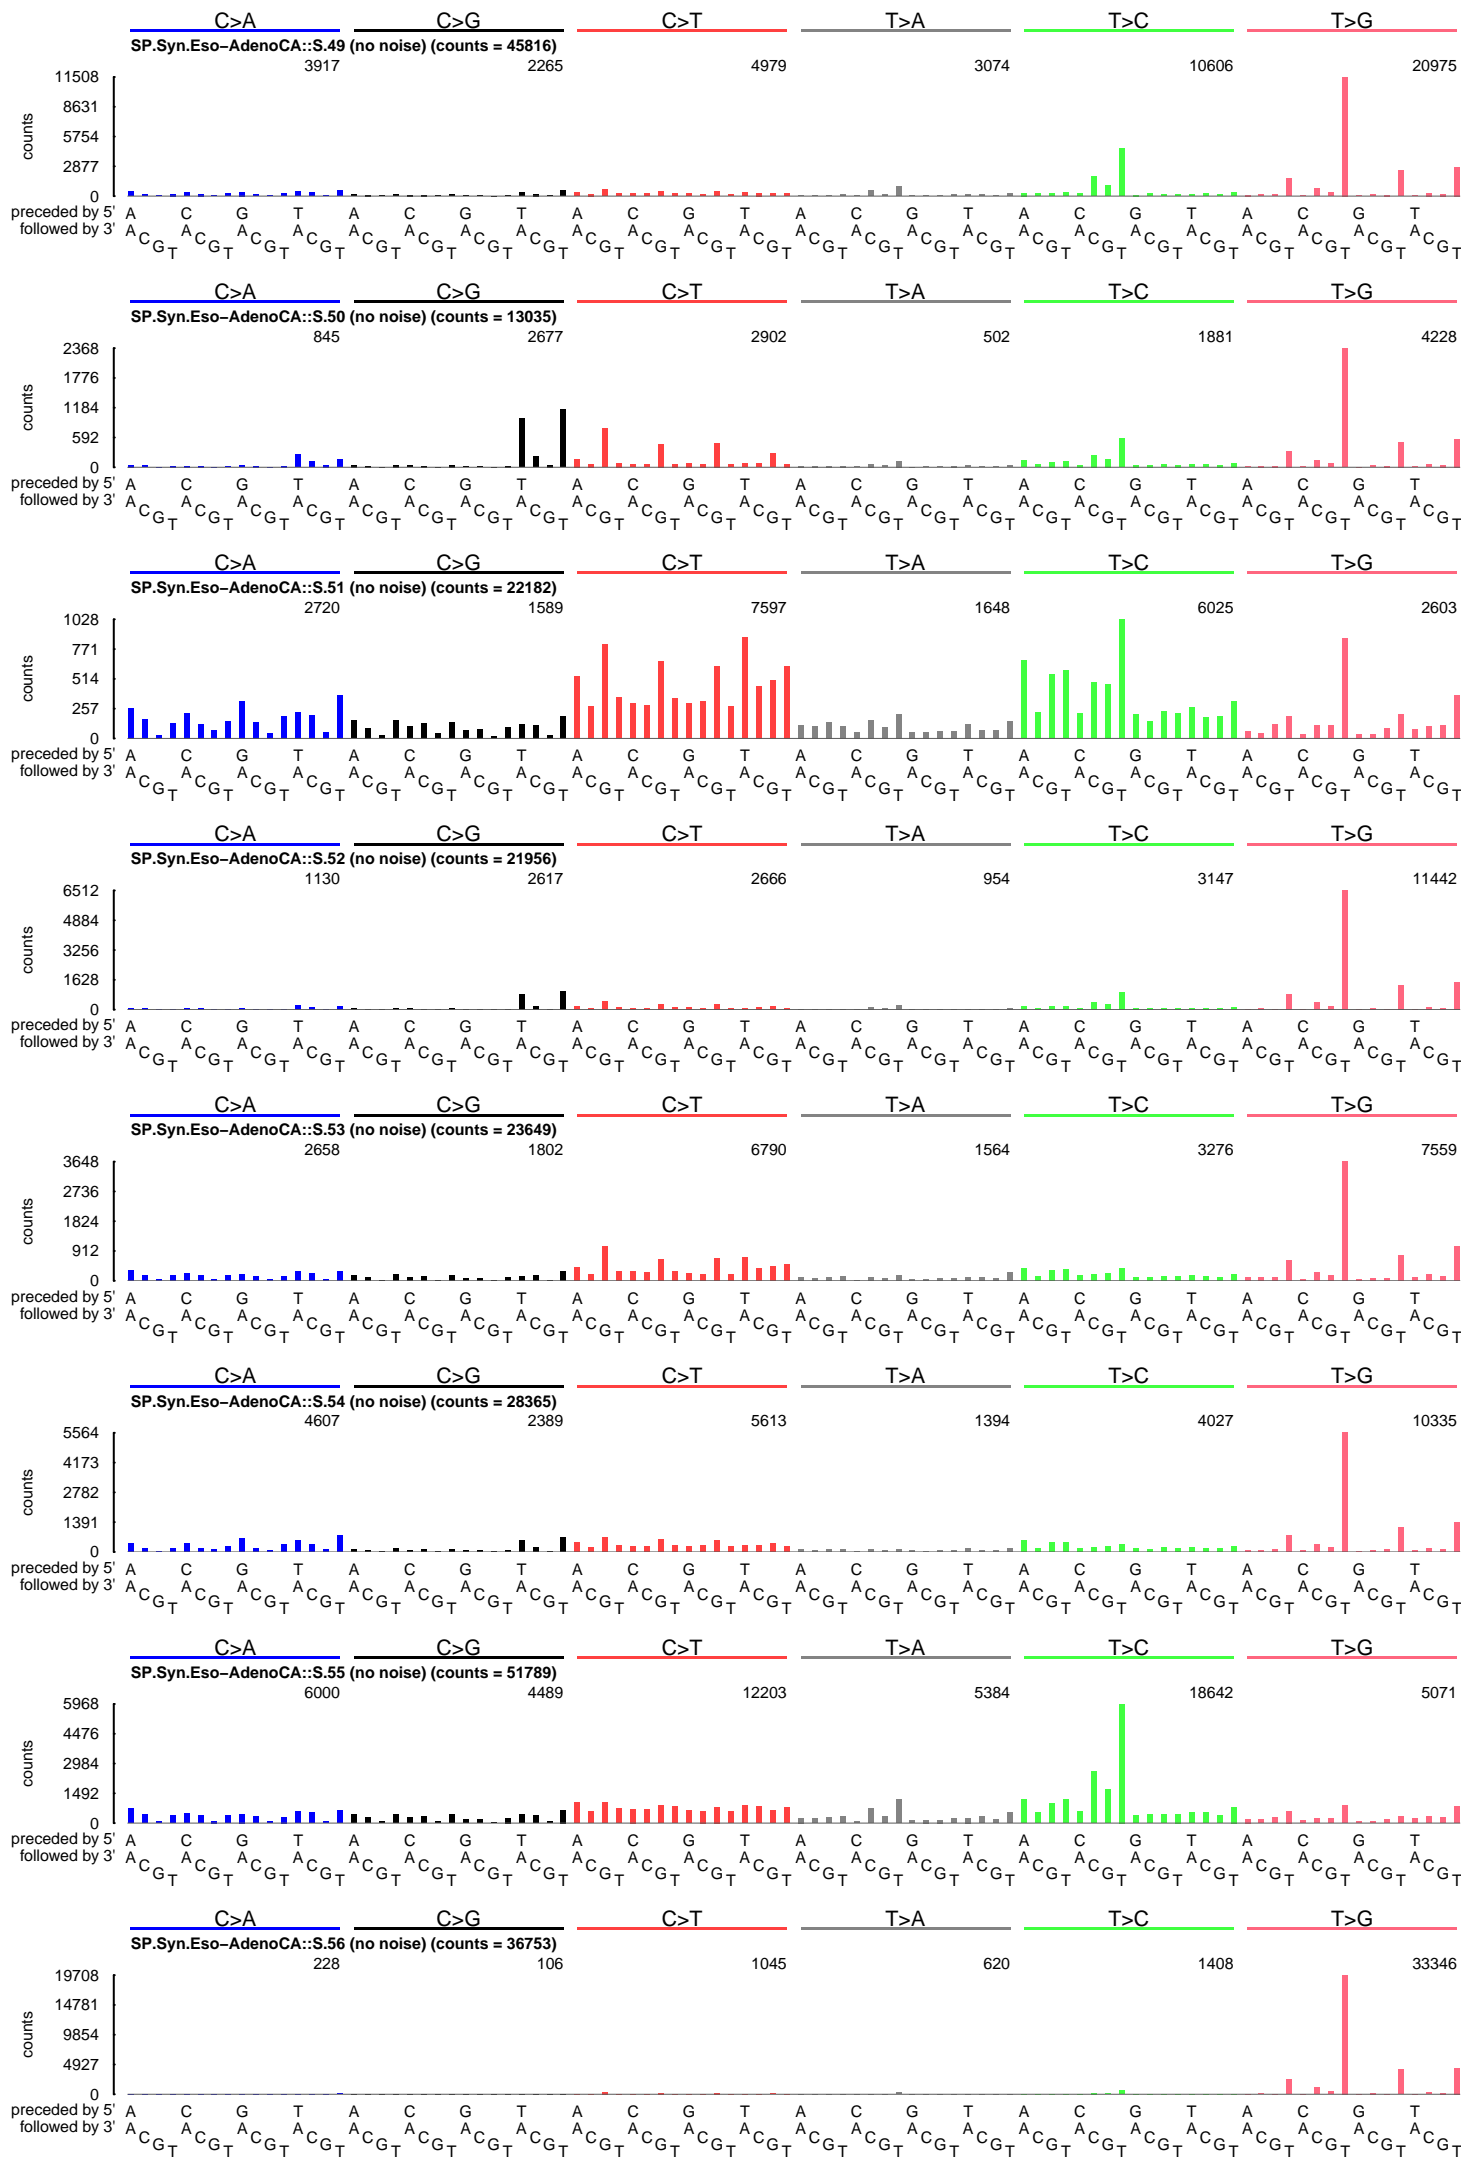 C>A C>G C>T T>A T>C T>G
SP.Syn.Eso−AdenoCA::S.49 (no noise) (counts = 45816)
3917 2265 4979 3074 10606 20975
11508
8631
5754
2877
0
counts
preceded by 5' A C G T A C G T A C G T A C G T A C G T A C G T
followed by 3' A C G T A C G T A C G T A C G T A C G T A C G T A C G T A C G T A C G T A C G T A C G T A C G T A C G T A C G T A C G T A C G T A C G T A C G T A C G T A C G T A C G T A C G T A C G T A C G T
C>A C>G C>T T>A T>C T>G
SP.Syn.Eso−AdenoCA::S.50 (no noise) (counts = 13035)
845 2677 2902 502 1881 4228
2368
1776
1184
592
0
counts
preceded by 5' A C G T A C G T A C G T A C G T A C G T A C G T
followed by 3' A C G T A C G T A C G T A C G T A C G T A C G T A C G T A C G T A C G T A C G T A C G T A C G T A C G T A C G T A C G T A C G T A C G T A C G T A C G T A C G T A C G T A C G T A C G T A C G T
C>A C>G C>T T>A T>C T>G
SP.Syn.Eso−AdenoCA::S.51 (no noise) (counts = 22182)
2720 1589 7597 1648 6025 2603
1028
771
514
257
0
counts
preceded by 5' A C G T A C G T A C G T A C G T A C G T A C G T
followed by 3' A C G T A C G T A C G T A C G T A C G T A C G T A C G T A C G T A C G T A C G T A C G T A C G T A C G T A C G T A C G T A C G T A C G T A C G T A C G T A C G T A C G T A C G T A C G T A C G T
C>A C>G C>T T>A T>C T>G
SP.Syn.Eso−AdenoCA::S.52 (no noise) (counts = 21956)
1130 2617 2666 954 3147 11442
6512
4884
3256
1628
0
counts
preceded by 5' A C G T A C G T A C G T A C G T A C G T A C G T
followed by 3' A C G T A C G T A C G T A C G T A C G T A C G T A C G T A C G T A C G T A C G T A C G T A C G T A C G T A C G T A C G T A C G T A C G T A C G T A C G T A C G T A C G T A C G T A C G T A C G T
C>A C>G C>T T>A T>C T>G
SP.Syn.Eso−AdenoCA::S.53 (no noise) (counts = 23649)
2658 1802 6790 1564 3276 7559
3648
2736
1824
912
0
counts
preceded by 5' A C G T A C G T A C G T A C G T A C G T A C G T
followed by 3' A C G T A C G T A C G T A C G T A C G T A C G T A C G T A C G T A C G T A C G T A C G T A C G T A C G T A C G T A C G T A C G T A C G T A C G T A C G T A C G T A C G T A C G T A C G T A C G T
C>A C>G C>T T>A T>C T>G
SP.Syn.Eso−AdenoCA::S.54 (no noise) (counts = 28365)
4607 2389 5613 1394 4027 10335
5564
4173
2782
1391
0
counts
preceded by 5' A C G T A C G T A C G T A C G T A C G T A C G T
followed by 3' A C G T A C G T A C G T A C G T A C G T A C G T A C G T A C G T A C G T A C G T A C G T A C G T A C G T A C G T A C G T A C G T A C G T A C G T A C G T A C G T A C G T A C G T A C G T A C G T
C>A C>G C>T T>A T>C T>G
SP.Syn.Eso−AdenoCA::S.55 (no noise) (counts = 51789)
6000 4489 12203 5384 18642 5071
5968
4476
2984
1492
0
counts
preceded by 5' A C G T A C G T A C G T A C G T A C G T A C G T
followed by 3' A C G T A C G T A C G T A C G T A C G T A C G T A C G T A C G T A C G T A C G T A C G T A C G T A C G T A C G T A C G T A C G T A C G T A C G T A C G T A C G T A C G T A C G T A C G T A C G T
C>A C>G C>T T>A T>C T>G
SP.Syn.Eso−AdenoCA::S.56 (no noise) (counts = 36753)
228 106 1045 620 1408 33346
19708
14781
9854
4927
0
counts
preceded by 5' A C G T A C G T A C G T A C G T A C G T A C G T
followed by 3' A C G T A C G T A C G T A C G T A C G T A C G T A C G T A C G T A C G T A C G T A C G T A C G T A C G T A C G T A C G T A C G T A C G T A C G T A C G T A C G T A C G T A C G T A C G T A C G T